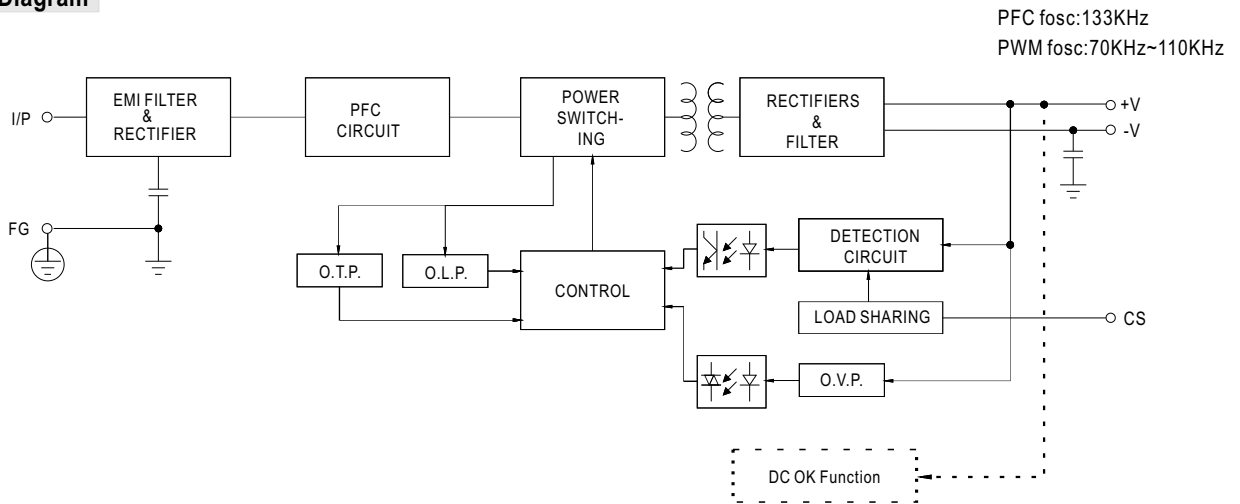 Diagram
PFC fosc:133KHz
PWM fosc:70KHz~110KHz
I/P
EMI FILTER
&
RECTIFIER
PFC
CIRCUIT
POWER
SWITCH-
ING
RECTIFIERS
&
FILTER
+V
-V
FG
O.T.P.
O.L.P.
CONTROL
DETECTION
CIRCUIT
LOAD SHARING
CS
O.V.P.
DC OK Function